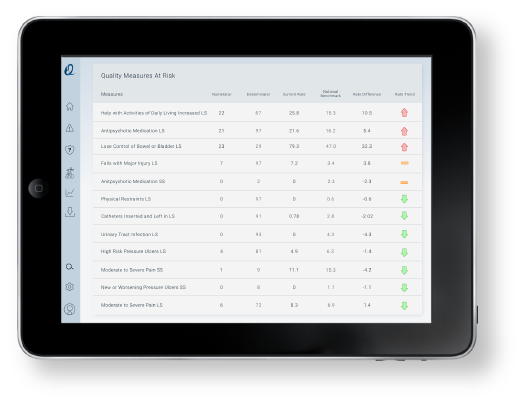 Quality Measures At Risk
Measures Numerator Denominator Current Rate National Benchmark Rate Difference Rate Trend
Help with Activities of Daily Living Increased LS 22 87 25.8 15.3 10.5
Antipsychotic Medication LS 21 97 21.6 16.2 5.4
Lose Control of Bowel or Bladder LS 23 29 79.3 47.0 32.3
Falls with Major Injury LS 7 97 7.2 3.4 3.8
Antipsychotic Medication SS 0 2 0 2.3 -2.3
Physical Restraints LS 0 97 0 0.6 -0.6
Catheters Inserted and Left in LS 0 91 0.78 2.8 -2.02
Urinary Tract Infection LS 0 93 0 -4.3
High Risk Pressure Ulcers LS 4 81 4.9 6.3 -1.4
Moderate to Severe Pain SS 1 9 11.1 15.3 -4.2
New or Worsening Pressure Ulcers SS 0 8 0 1.1 -1.1
Moderate to Severe Pain LS 6 72 8.3 6.9 1.4